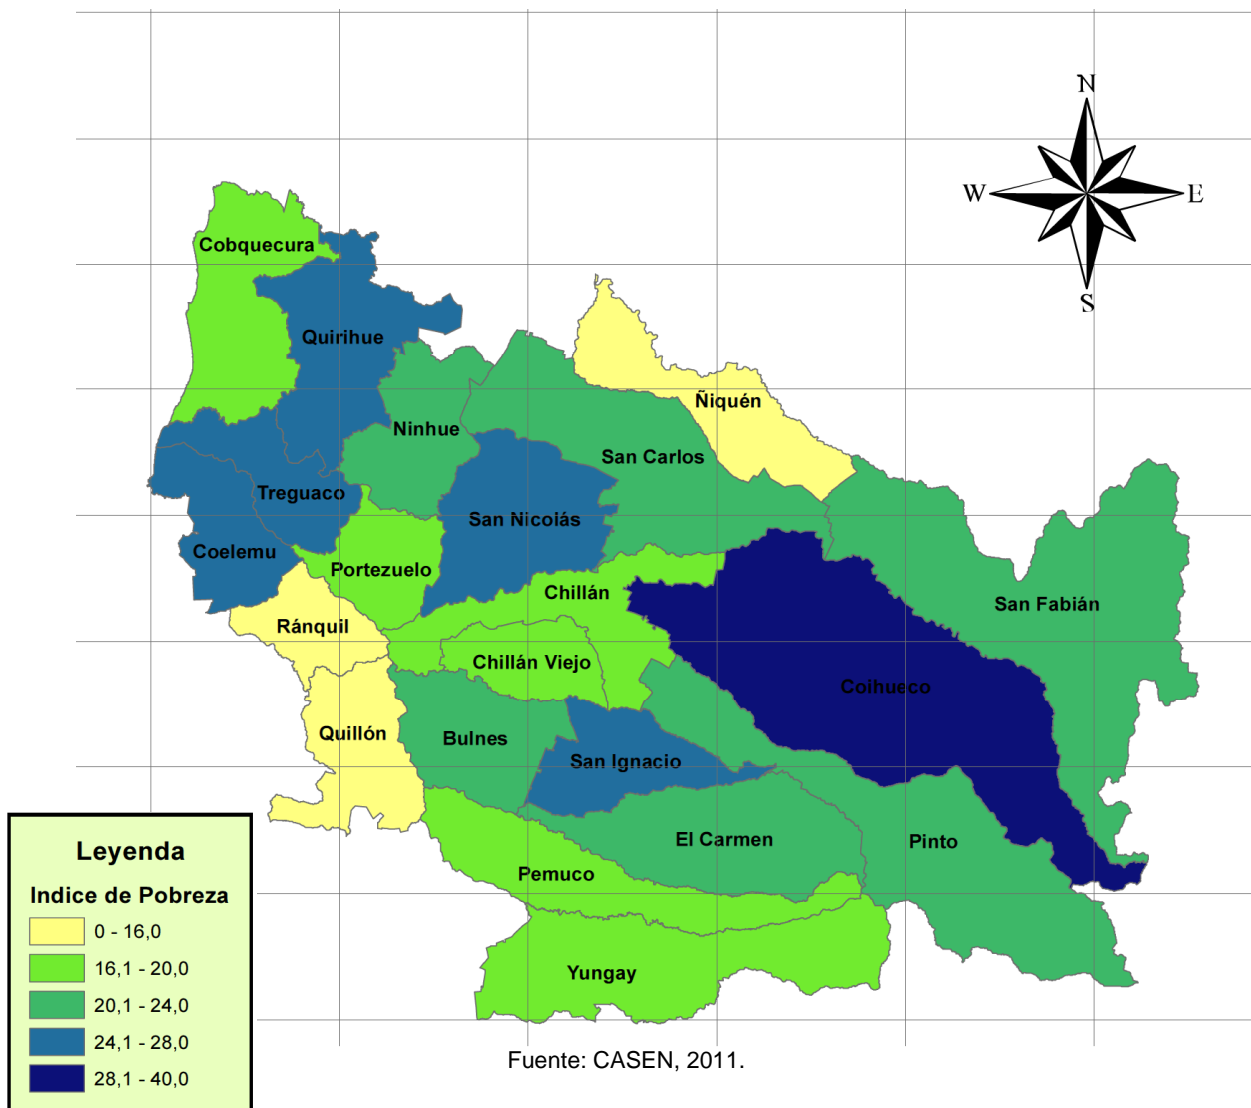 N
W
E
S
Cobquecura
Quirihue
Ñiquén
Ninhue
San Carlos
Treguaco
San Nicolás
Coelemu
Portezuelo
Chillán
San Fabián
Ránquil
Chillán Viejo
Coihueco
Quillón
Bulnes
San Ignacio
El Carmen
Pinto
Pemuco
Yungay
Leyenda
Indice de Pobreza
0 - 16,0
16,1 - 20,0
20,1 - 24,0
24,1 - 28,0
28,1 - 40,0
Fuente: CASEN, 2011.